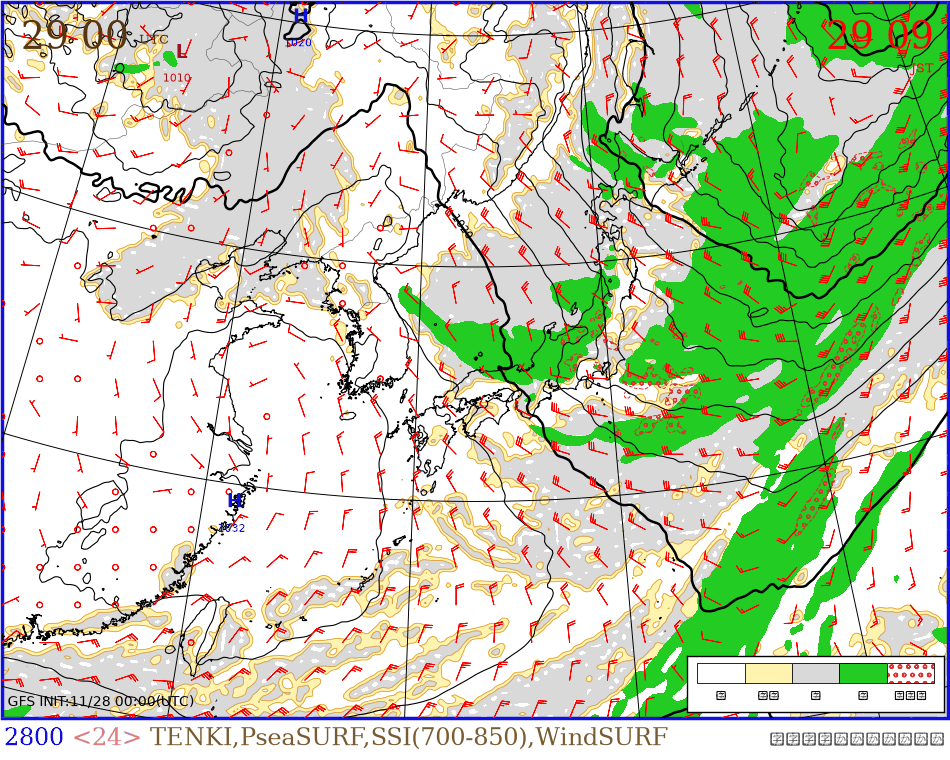 29 00 UTC
29 09
JST
H
1020
L
1010
1020
H
1032
GFS INIT:11/28 00:00(UTC)
2800 <24> TENKI,PseaSURF,SSI(700-850),WindSURF